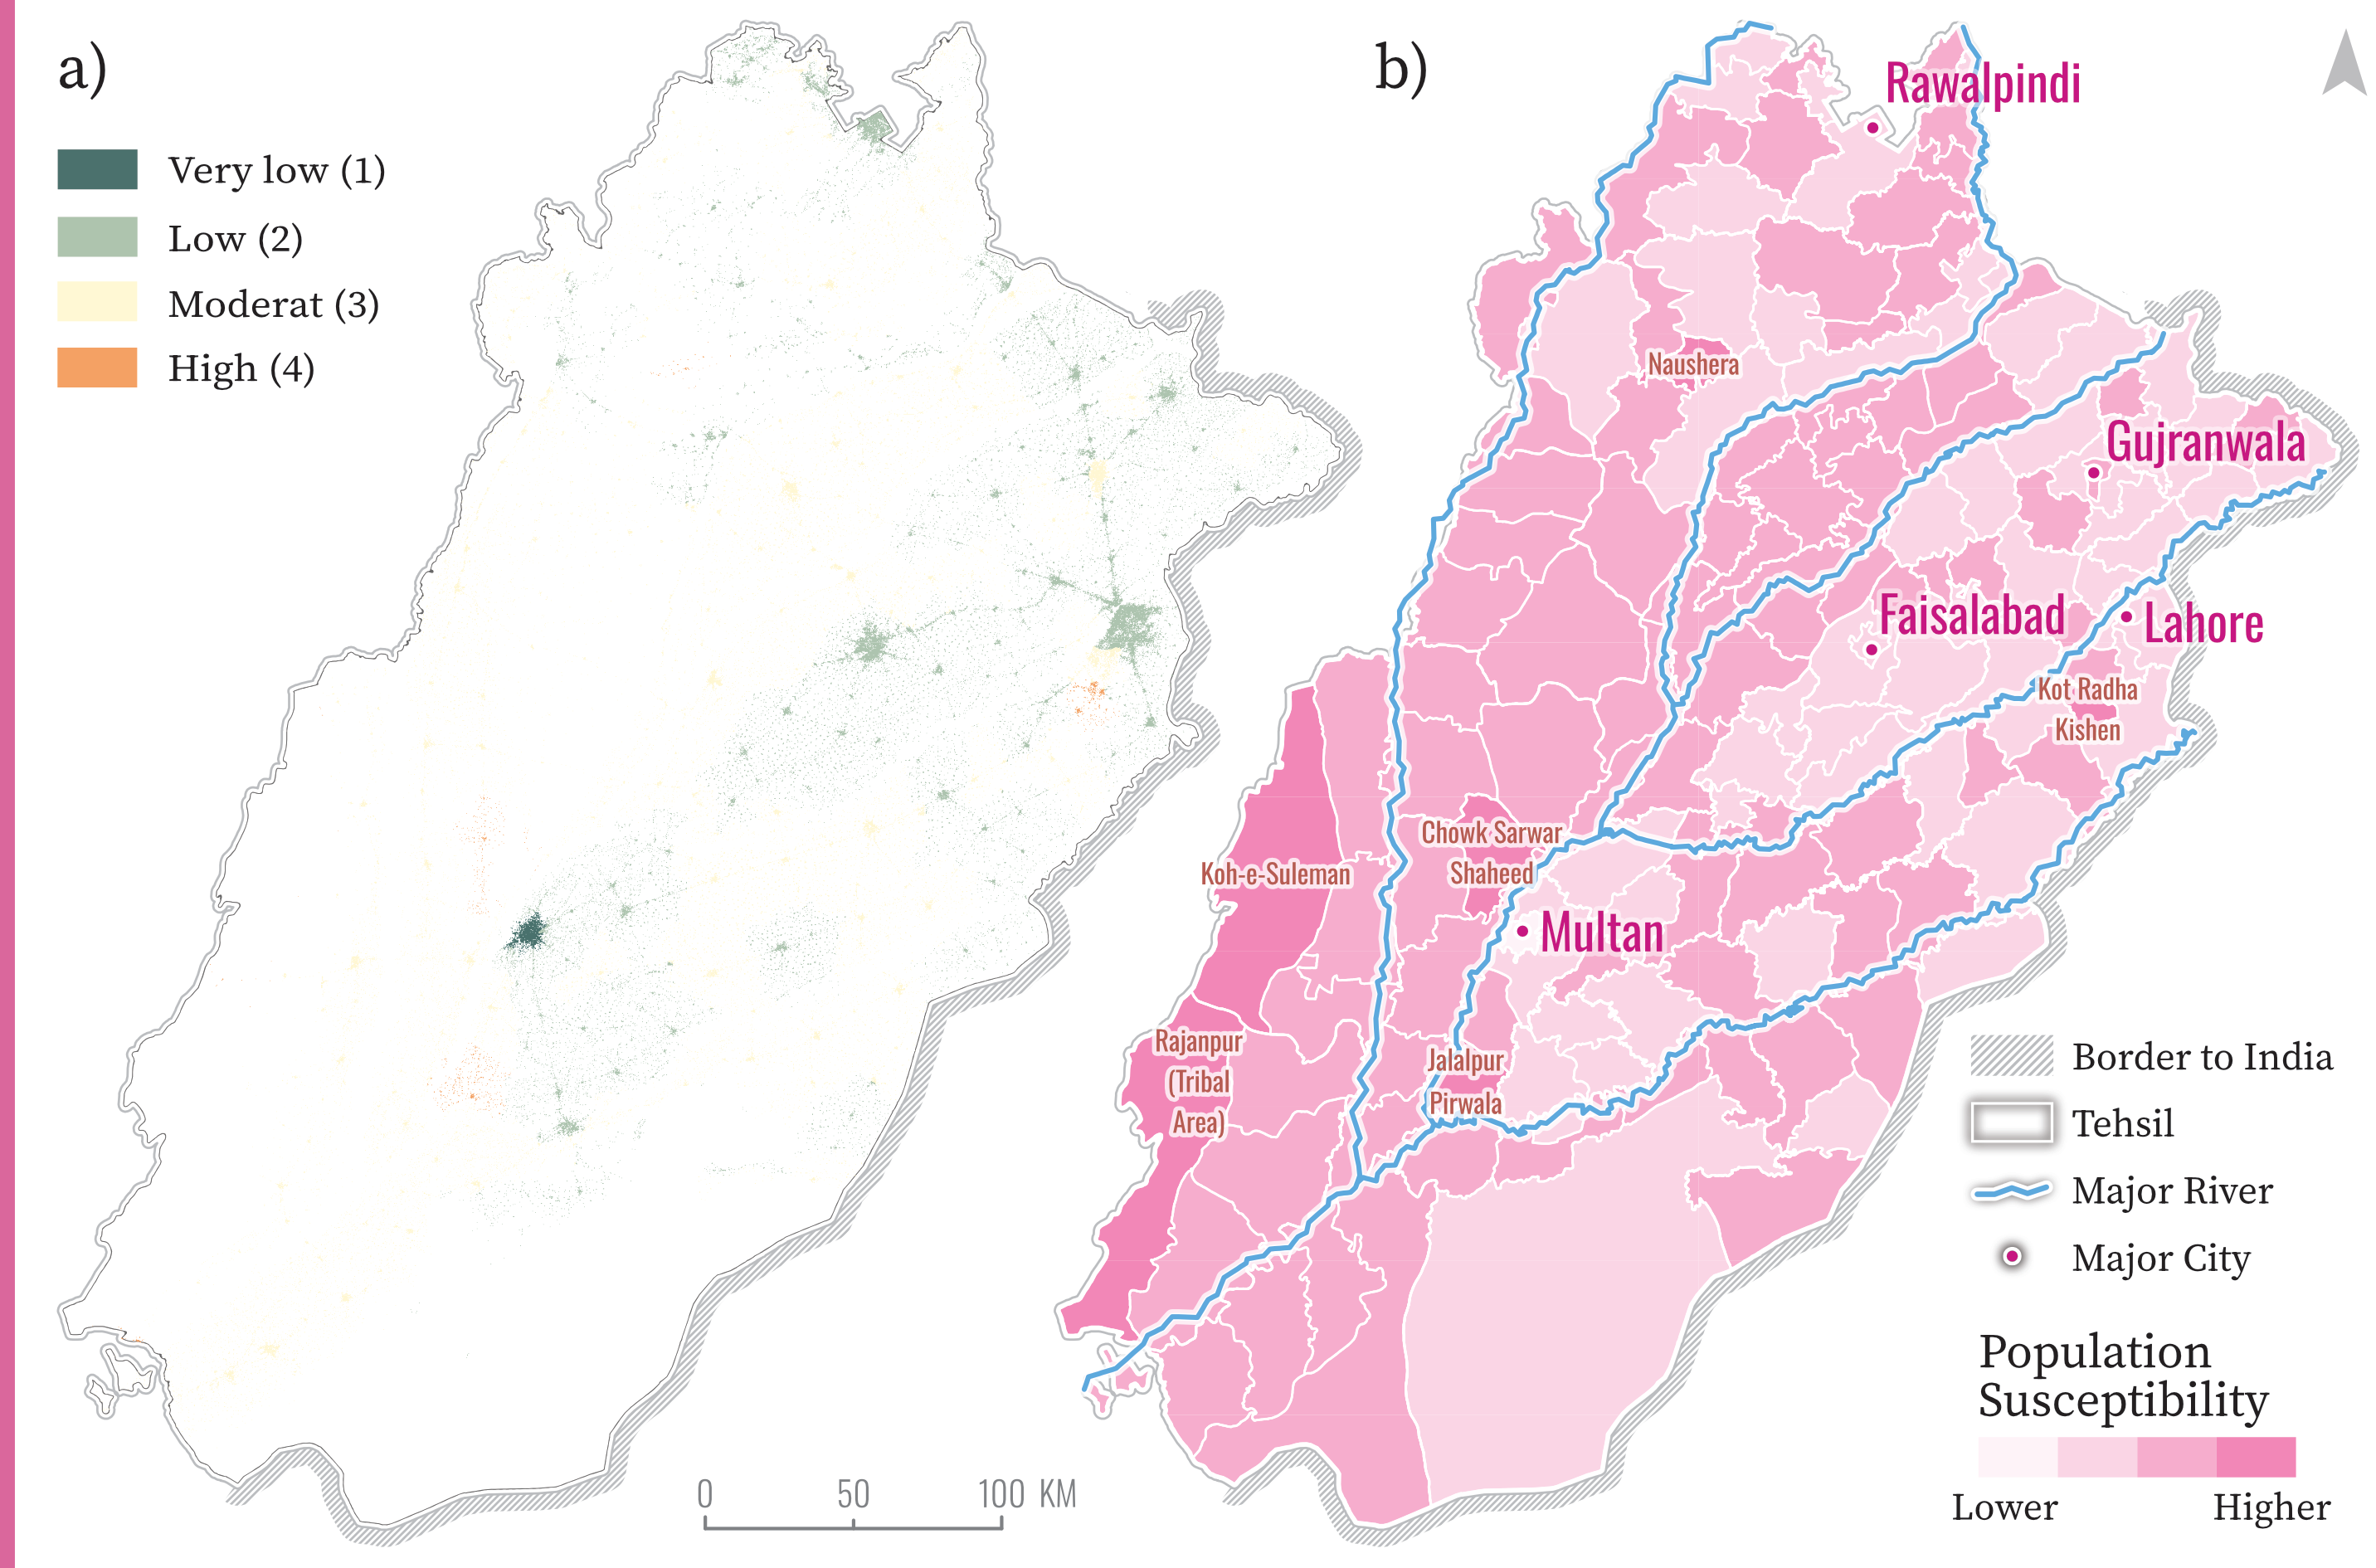 a)
Very low (1)
Low (2)
Moderat (3)
High (4)
0 50 100 KM
b)
Rawalpindi
Naushera
Gujranwala
Faisalabad
Lahore
Kot Radha
Kishen
Chowk Sarwar
Shaheed
Koh-e-Suleman
Multan
Rajanpur
(Tribal
Area)
Jalalpur
Pirwala
Border to India
Tehsil
Major River
Major City
Population
Susceptibility
Lower
Higher